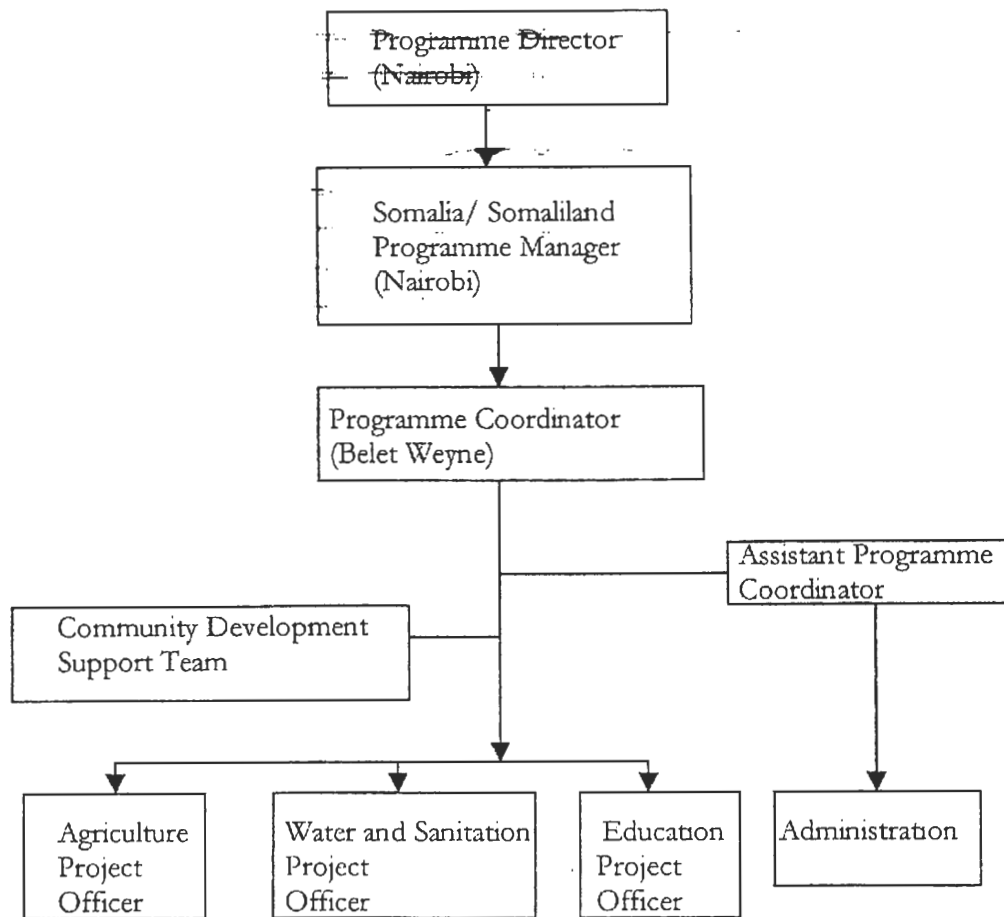 Programme Director
(Nairobi)
Somalia/ Somaliland
Programme Manager
(Nairobi)
Programme Coordinator
(Belet Weyne)
Assistant Programme
Coordinator
Community Development
Support Team
Agriculture
Project
Officer
Water and Sanitation
Project
Officer
Education
Project
Officer
Administration